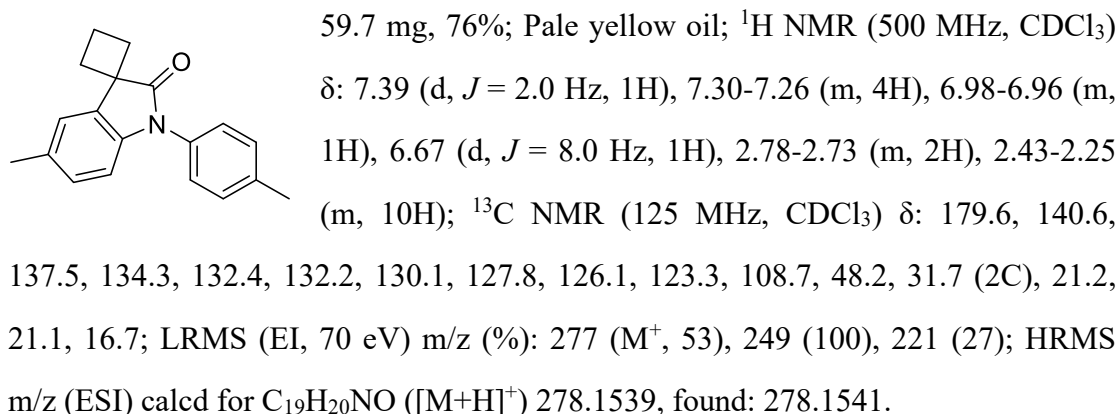 59.7 mg, 76%; Pale yellow oil; ¹H NMR (500 MHz, CDCl₃)
δ: 7.39 (d, J = 2.0 Hz, 1H), 7.30-7.26 (m, 4H), 6.98-6.96 (m,
1H), 6.67 (d, J = 8.0 Hz, 1H), 2.78-2.73 (m, 2H), 2.43-2.25
(m, 10H); ¹³C NMR (125 MHz, CDCl₃) δ: 179.6, 140.6,
137.5, 134.3, 132.4, 132.2, 130.1, 127.8, 126.1, 123.3, 108.7, 48.2, 31.7 (2C), 21.2,
21.1, 16.7; LRMS (EI, 70 eV) m/z (%): 277 (M⁺, 53), 249 (100), 221 (27); HRMS
m/z (ESI) calcd for C₁₉H₂₀NO ([M+H]⁺) 278.1539, found: 278.1541.
O
N